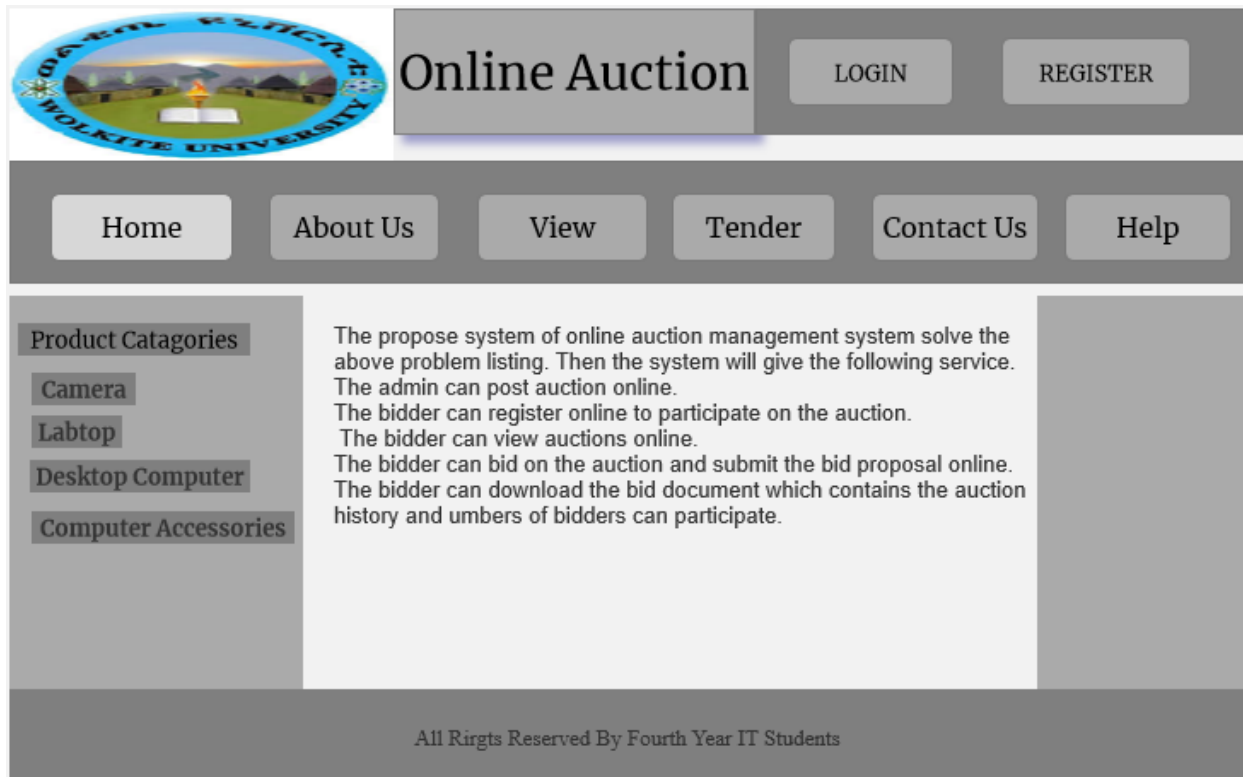 ወልቂጤ ዩኒቨርሲቲ
WOLKITE UNIVERSITY
Online Auction
LOGIN
REGISTER
Home
About Us
View
Tender
Contact Us
Help
Product Catagories
Camera
Labtop
Desktop Computer
Computer Accessories
The propose system of online auction management system solve the
above problem listing. Then the system will give the following service.
The admin can post auction online.
The bidder can register online to participate on the auction.
The bidder can view auctions online.
The bidder can bid on the auction and submit the bid proposal online.
The bidder can download the bid document which contains the auction
history and umbers of bidders can participate.
All Rirgts Reserved By Fourth Year IT Students